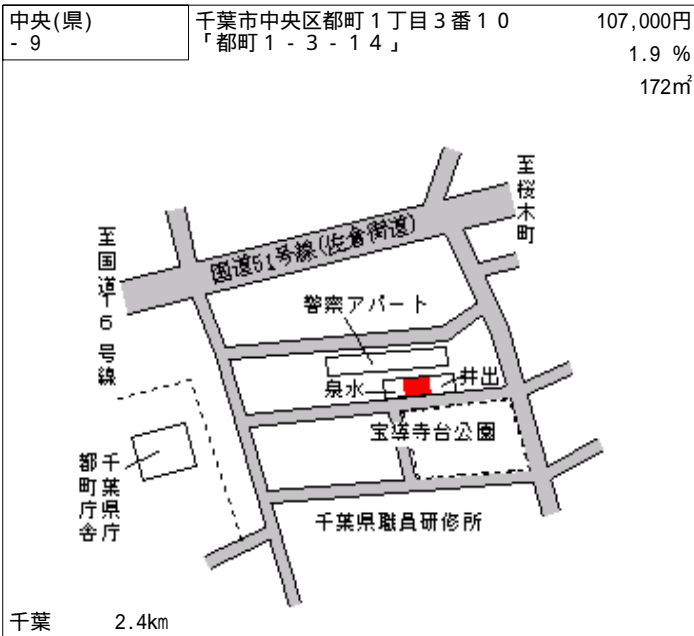 中央(県)
- 9
千葉市中央区都町1丁目3番10
「都町1-3-14」
107,000円
1.9 %
172㎡
至桜木町
国道51号線(佐倉街道)
至国道16号線
警察アパート
泉水
井出
宝導寺台公園
千葉県庁
都町庁舎
千葉県職員研修所
千葉 2.4km